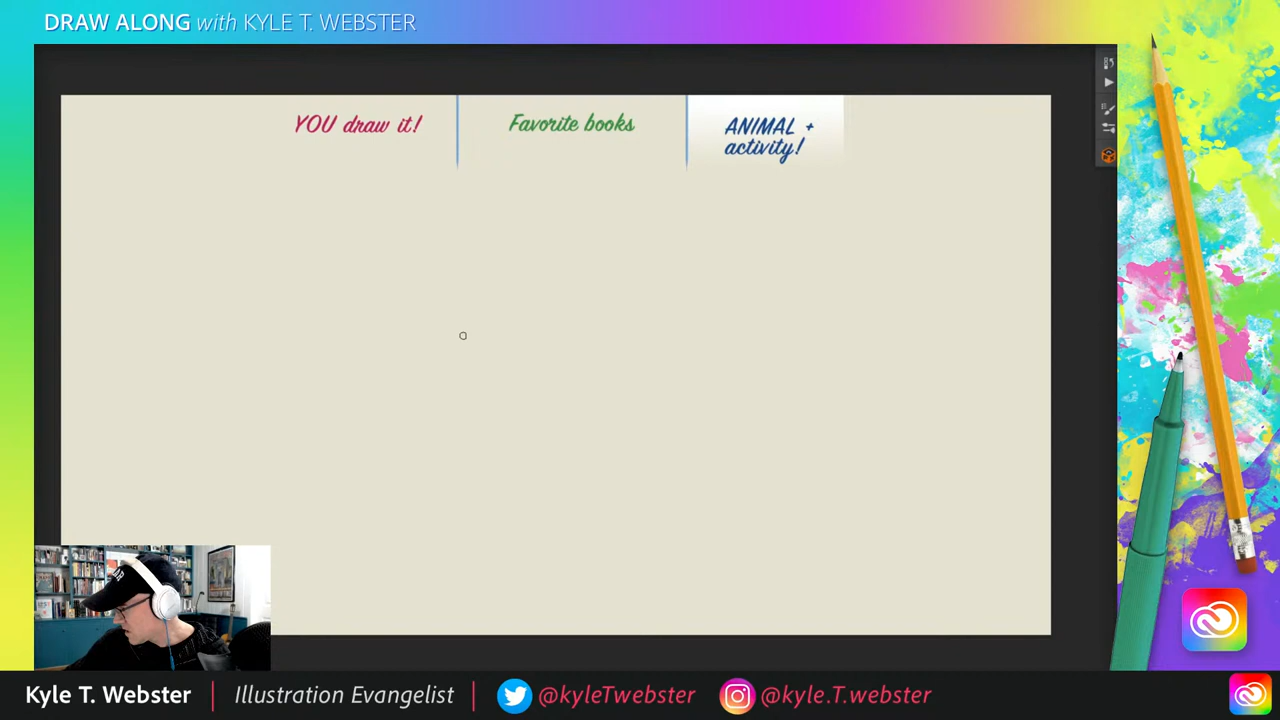 DRAW ALONG with KYLE T. WEBSTER
YOU draw it!
Favorite books
ANIMAL +
activity!
Kyle T. Webster | Illustration Evangelist | @kyleTwebster @kyle.T.webster